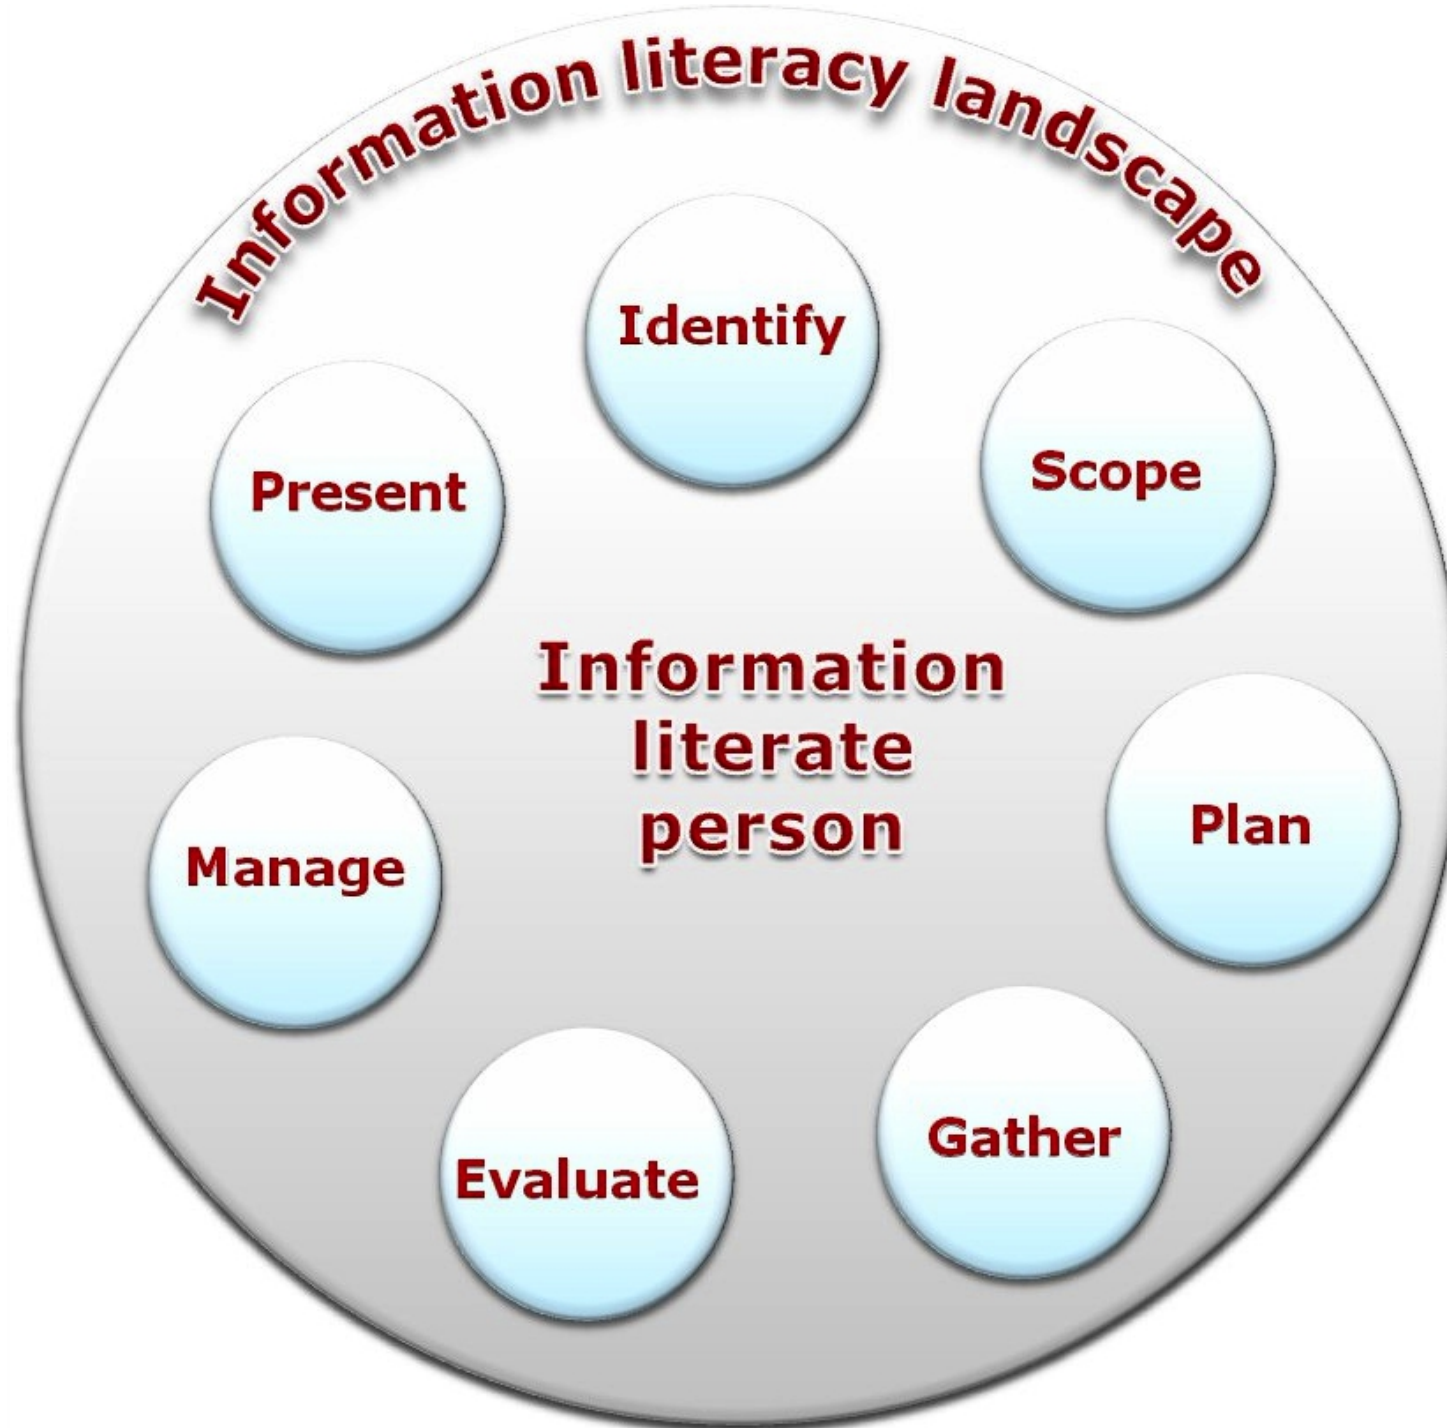 Information literacy landscape
Identify
Scope
Plan
Gather
Evaluate
Manage
Present
Information
literate
person